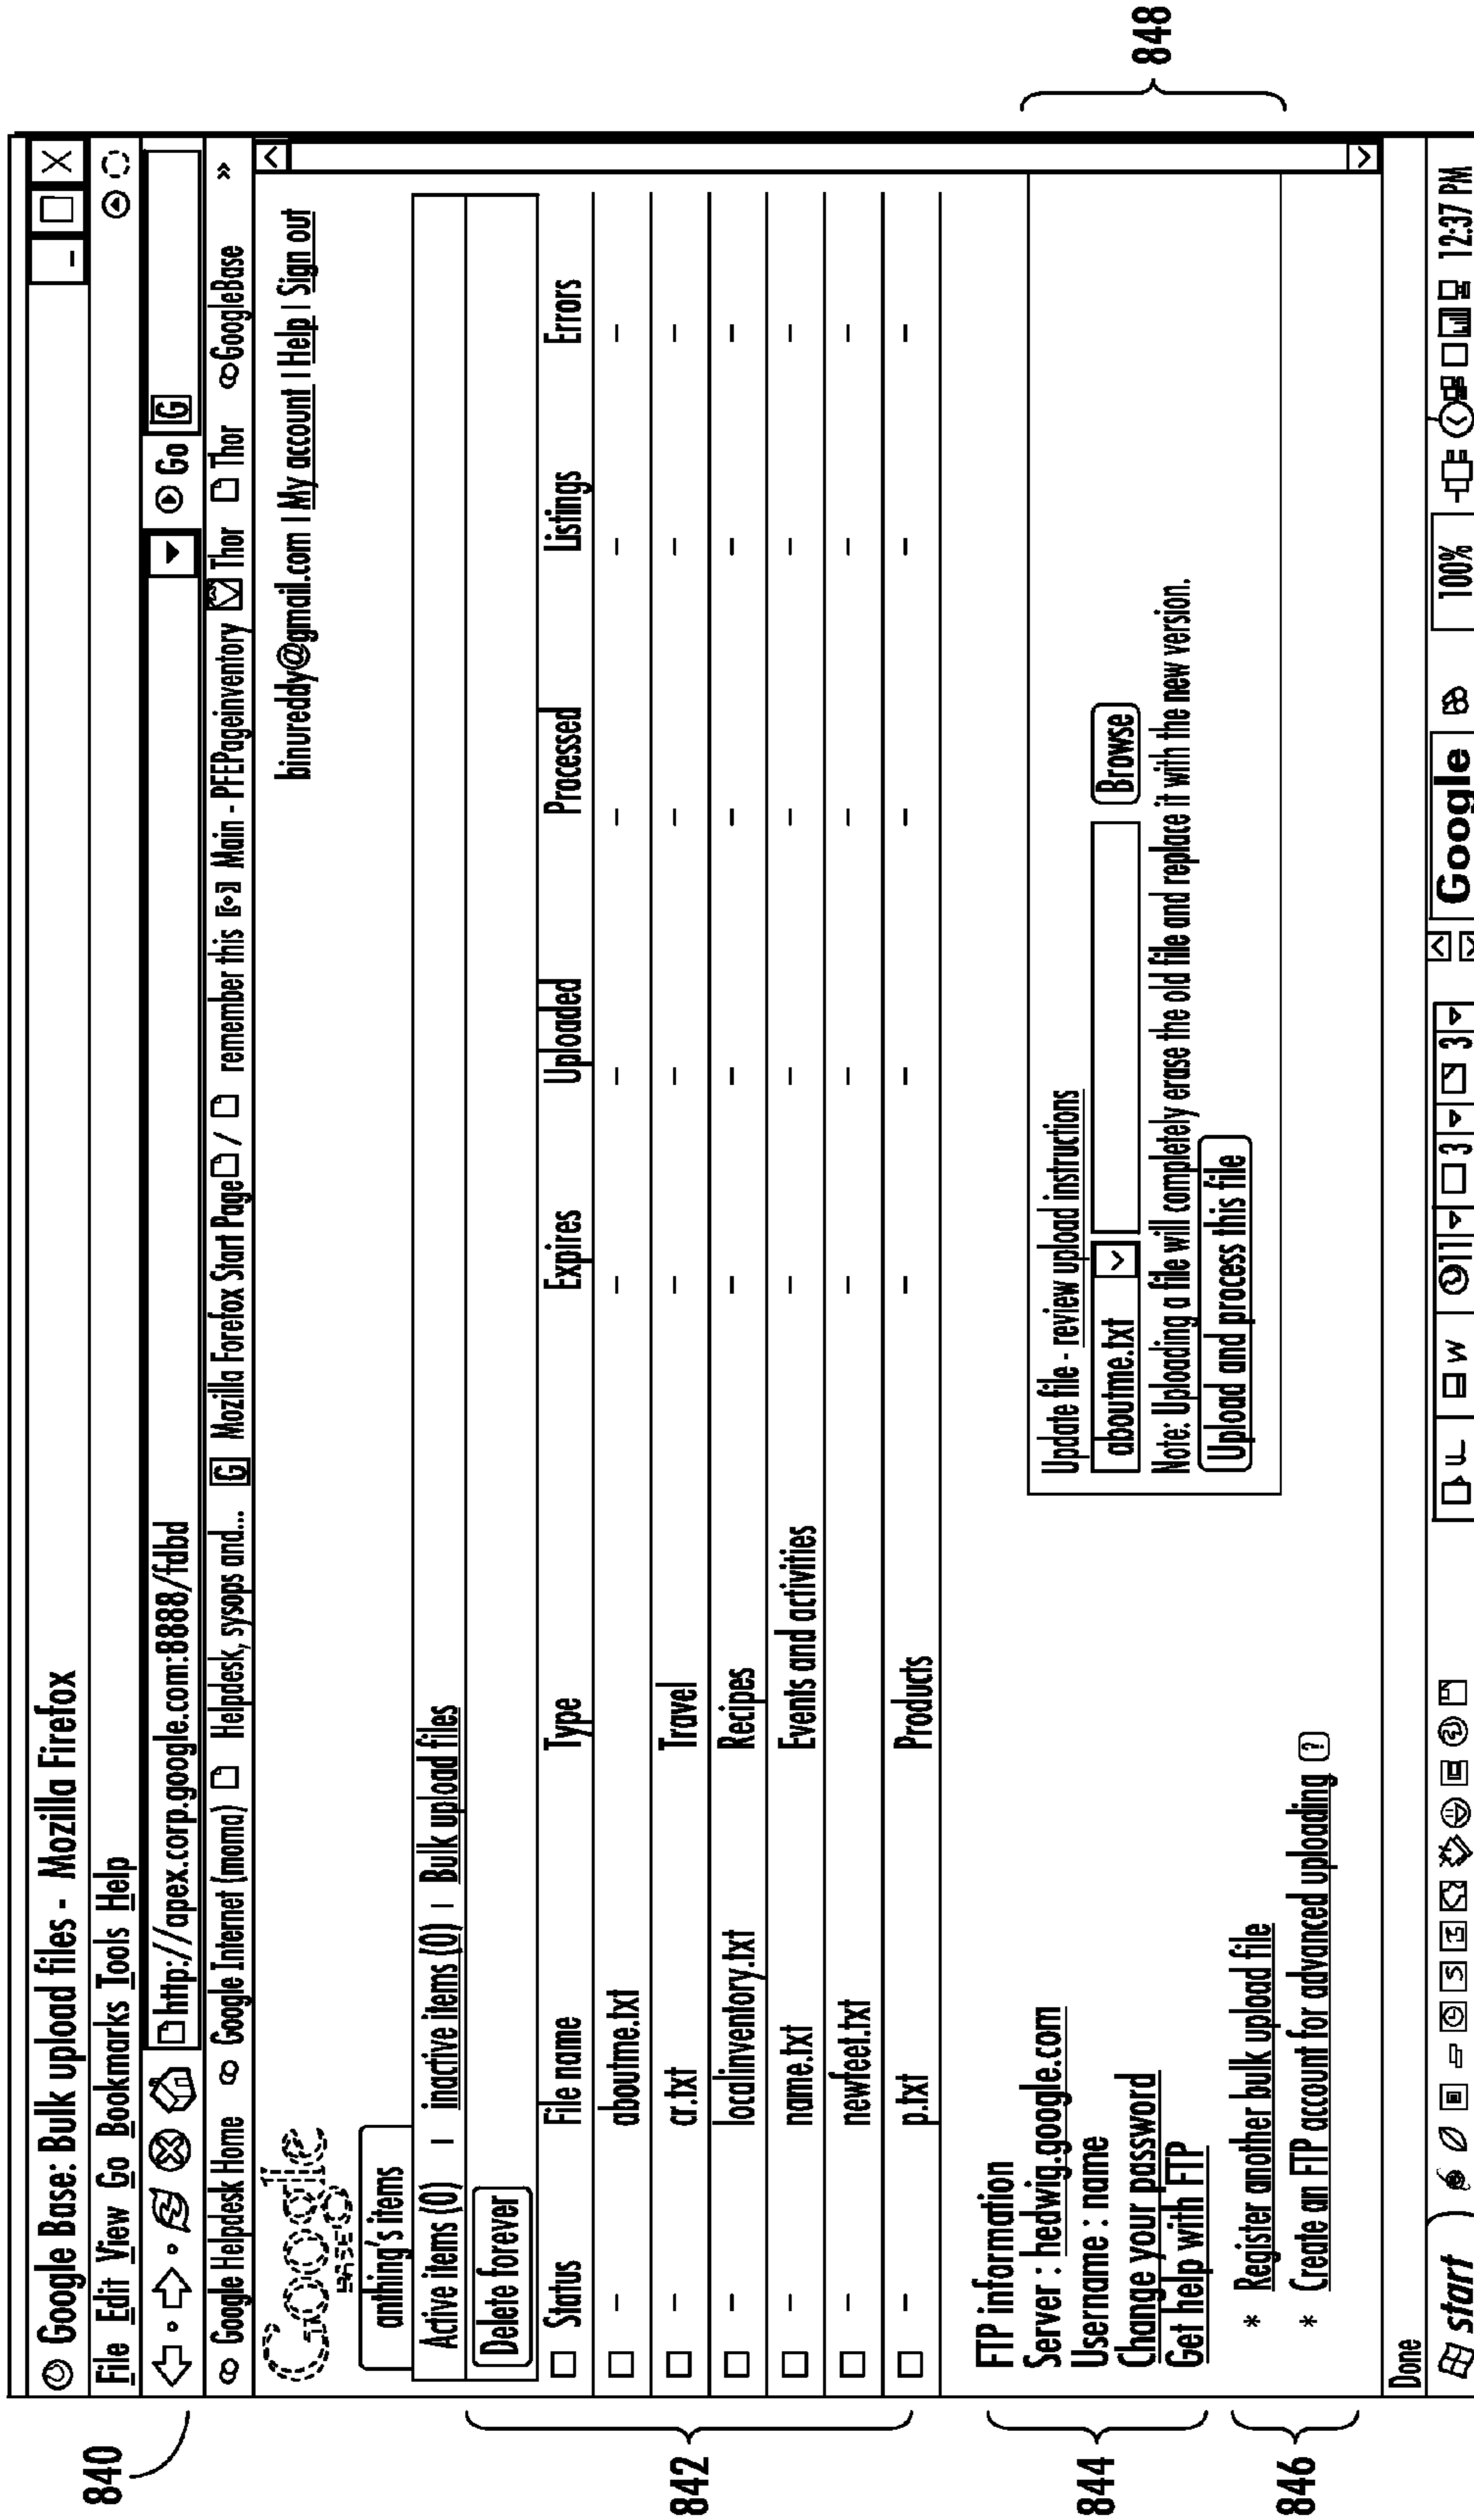 Google Base: Bulk upload files - Mozilla Firefox
File Edit View Go Bookmarks Tools Help
840
http://apex.corp.google.com:8888/fdbd Go G
Google Helpdesk Home Google Internet (moma) Helpdesk, sysops and... G Mozilla Forefox Start Page / remember this Main - PFEPageinventory Thor Thor GoogleBase »
binureddy@gmail.com | My account | Help | Sign out
Google
BASE
anthing's items
Active items (0) | inactive items (0) | Bulk upload files
Delete forever
842
Status File name Type Expires Uploaded Processed Listings Errors
– aboutme.txt – – – – –
– cr.txt Travel – – – – –
– localinventory.txt Recipes – – – – –
– name.txt Events and activities – – – – –
– newfeet.txt – – – – –
– p.txt Products – – – – –
844
FTP information
Server : hedwig.google.com
Username : name
Change your password
Get help with FTP
848
Update file - review upload instructions
aboutme.txt Browse
Note: Uploading a file will completely erase the old file and replace it with the new version.
Upload and process this file
846
* Register another bulk upload file
* Create an FTP account for advanced uploading ?
Done
start S u W 11 3 3 Google 100% 12:37 PM